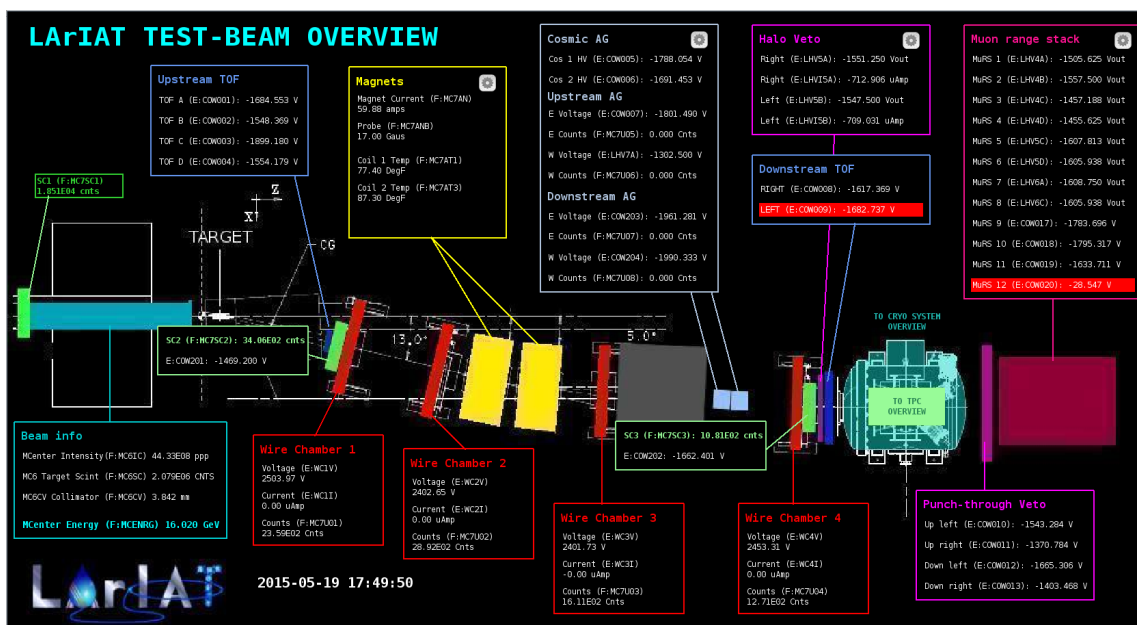 LArIAT TEST-BEAM OVERVIEW
Upstream TOF
TOF A (E:COW001): -1684.553 V
TOF B (E:COW002): -1548.369 V
TOF C (E:COW003): -1899.180 V
TOF D (E:COW004): -1554.179 V
Magnets
Magnet Current (F:MC7AN)
59.88 amps
Probe (F:MC7ANB)
17.00 Gaus
Coil 1 Temp (F:MC7AT1)
77.40 DegF
Coil 2 Temp (F:MC7AT3)
87.30 DegF
Cosmic AG
Cos 1 HV (E:COW005): -1788.054 V
Cos 2 HV (E:COW006): -1691.453 V
Upstream AG
E Voltage (E:COW007): -1801.490 V
E Counts (F:MC7U05): 0.000 Cnts
W Voltage (E:LHV7A): -1302.500 V
W Counts (F:MC7U06): 0.000 Cnts
Downstream AG
E Voltage (E:COW203): -1961.281 V
E Counts (F:MC7U07): 0.000 Cnts
W Voltage (E:COW204): -1990.333 V
W Counts (F:MC7U08): 0.000 Cnts
Halo Veto
Right (E:LHV5A): -1551.250 Vout
Right (E:LHVI5A): -712.906 uAmp
Left (E:LHV5B): -1547.500 Vout
Left (E:LHVI5B): -709.031 uAmp
Downstream TOF
RIGHT (E:COW008): -1617.369 V
LEFT (E:COW009): -1682.737 V
Muon range stack
MuRS 1 (E:LHV4A): -1505.625 Vout
MuRS 2 (E:LHV4B): -1557.500 Vout
MuRS 3 (E:LHV4C): -1457.188 Vout
MuRS 4 (E:LHV4D): -1455.625 Vout
MuRS 5 (E:LHV5C): -1607.813 Vout
MuRS 6 (E:LHV5D): -1605.938 Vout
MuRS 7 (E:LHV6A): -1608.750 Vout
MuRS 8 (E:LHV6C): -1605.938 Vout
MuRS 9 (E:COW017): -1783.696 V
MuRS 10 (E:COW018): -1795.317 V
MuRS 11 (E:COW019): -1633.711 V
MuRS 12 (E:COW020): -28.547 V
SC1 (F:MC7SC1)
1.851E04 cnts
Z
X
TARGET
CG
13.0°
5.0°
SC2 (F:MC7SC2): 34.06E02 cnts
E:COW201: -1469.200 V
TO CRYO SYSTEM
OVERVIEW
TO TPC
OVERVIEW
SC3 (F:MC7SC3): 10.81E02 cnts
E:COW202: -1662.401 V
Beam info
MCenter Intensity(F:MC6IC) 44.33E08 ppp
MC6 Target Scint (F:MC6SC) 2.079E06 CNTS
MC6CV Collimator (F:MC6CV) 3.842 mm
MCenter Energy (F:MCENRG) 16.020 GeV
Wire Chamber 1
Voltage (E:WC1V)
2503.97 V
Current (E:WC1I)
0.00 uAmp
Counts (F:MC7U01)
23.59E02 Cnts
Wire Chamber 2
Voltage (E:WC2V)
2402.65 V
Current (E:WC2I)
0.00 uAmp
Counts (F:MC7U02)
28.92E02 Cnts
Wire Chamber 3
Voltage (E:WC3V)
2401.73 V
Current (E:WC3I)
-0.00 uAmp
Counts (F:MC7U03)
16.11E02 Cnts
Wire Chamber 4
Voltage (E:WC4V)
2453.31 V
Current (E:WC4I)
0.00 uAmp
Counts (F:MC7U04)
12.71E02 Cnts
Punch-through Veto
Up left (E:COW010): -1543.284 V
Up right (E:COW011): -1370.784 V
Down left (E:COW012): -1665.306 V
Down right (E:COW013): -1403.468 V
LArIAT
2015-05-19 17:49:50